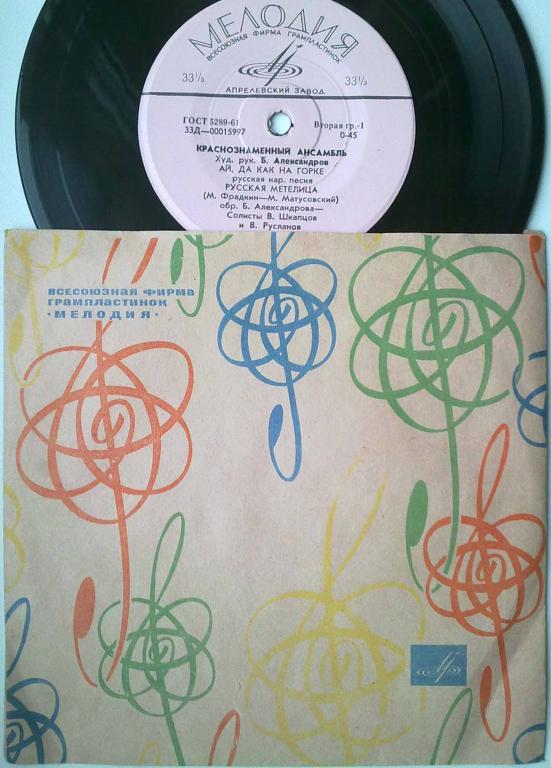 МЕЛОДИЯ
ВСЕСОЮЗНАЯ ФИРМА ГРАМПЛАСТИНОК
33⅓ 33⅓
АПРЕЛЕВСКИЙ ЗАВОД
ГОСТ 5289-61 Вторая гр.-1
33Д—00015997 0-45
КРАСНОЗНАМЕННЫЙ АНСАМБЛЬ
Худ. рук. Б. Александров
АЙ, ДА КАК НА ГОРКЕ
русская нар. песня
РУССКАЯ МЕТЕЛИЦА
(М. Фрадкин—М. Матусовский)
обр. Б. Александрова—
Солисты В. Шкапцов
и В. Русланов
ВСЕСОЮЗНАЯ ФИРМА
ГРАМПЛАСТИНОК
•МЕЛОДИЯ•